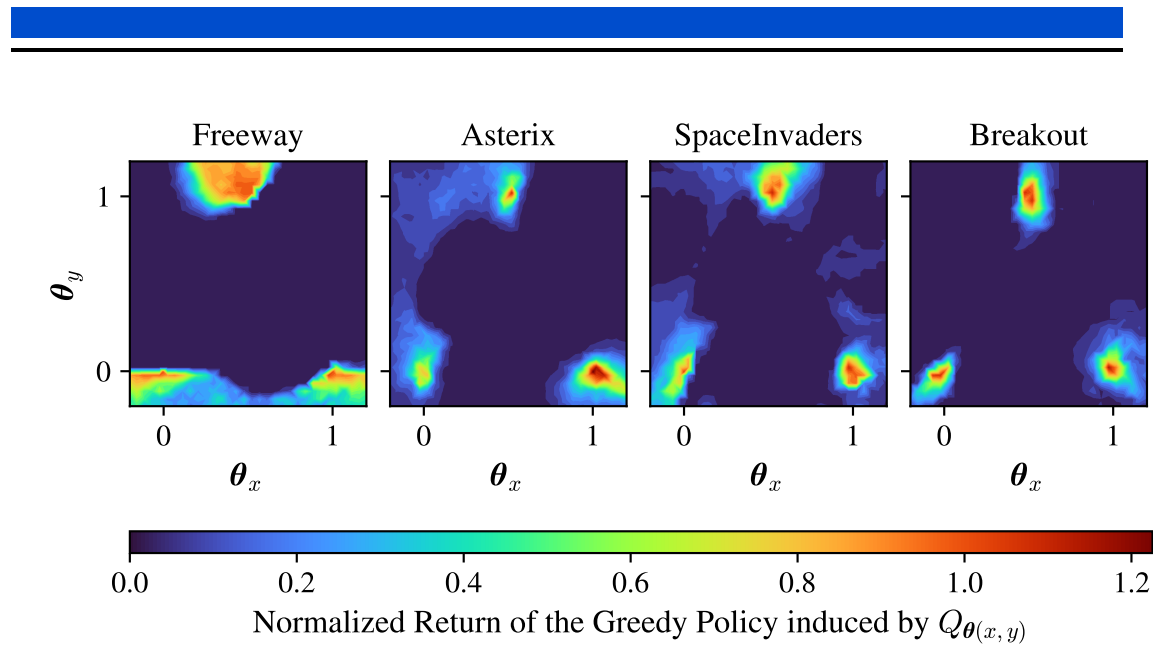 Freeway Asterix SpaceInvaders Breakout
1
θy
0
0 1 0 1 0 1 0 1
θx θx θx θx
0.0 0.2 0.4 0.6 0.8 1.0 1.2
Normalized Return of the Greedy Policy induced by Qθ(x, y)